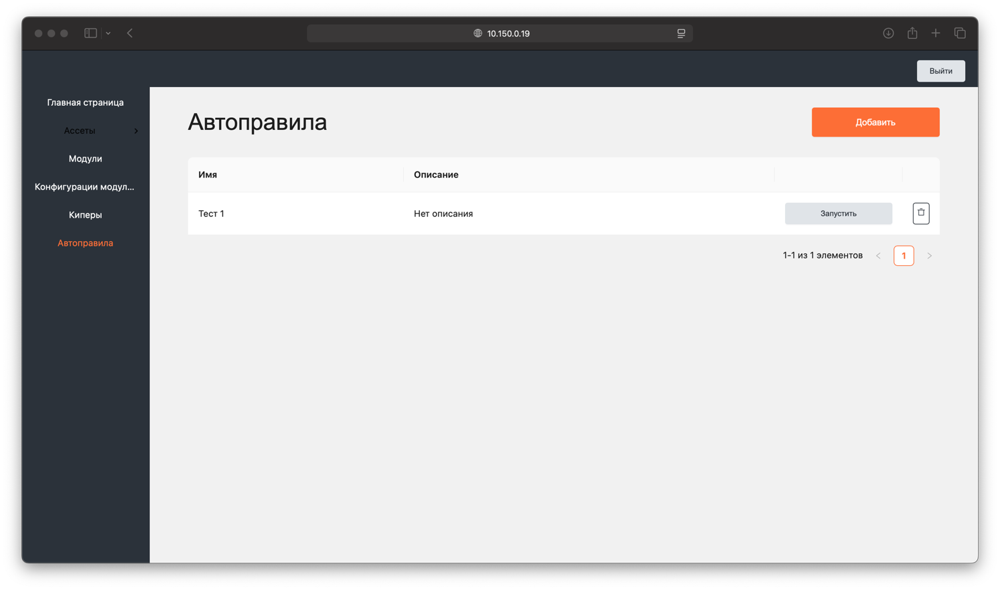 10.150.0.19
Выйти
Главная страница
Ассеты
Модули
Конфигурации модул...
Киперы
Автоправила
Автоправила
Добавить
Имя Описание
Тест 1 Нет описания Запустить
1-1 из 1 элементов 1